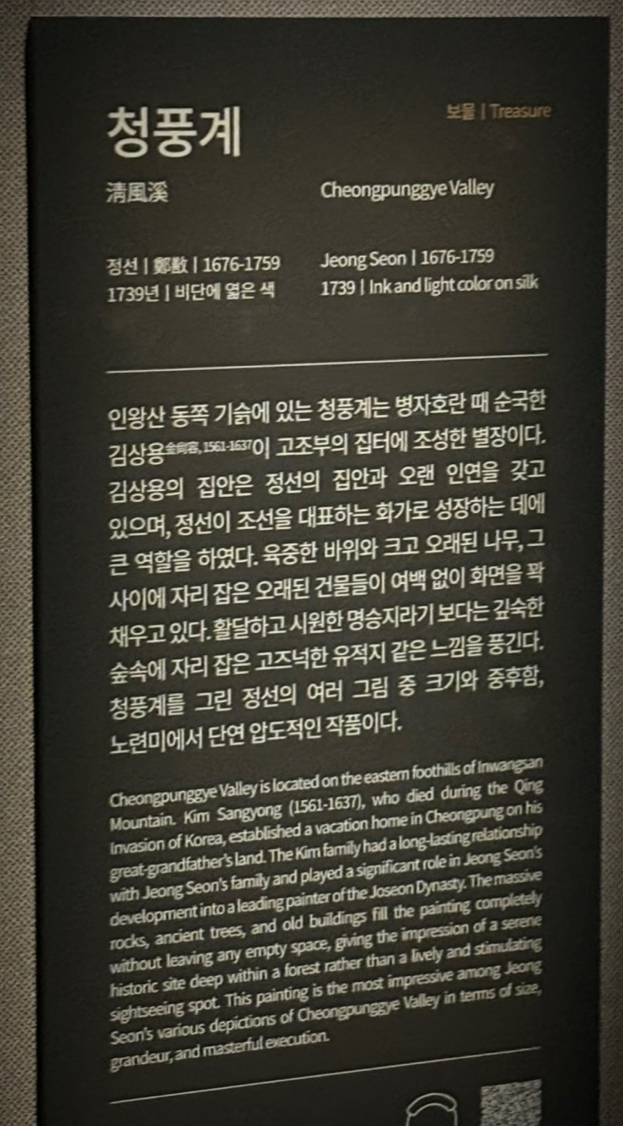 청풍계
보물 | Treasure
淸風溪
Cheongpunggye Valley
정선 | 鄭敾 | 1676-1759
1739년 | 비단에 엷은 색
Jeong Seon | 1676-1759
1739 | Ink and light color on silk
인왕산 동쪽 기슭에 있는 청풍계는 병자호란 때 순국한
김상용金尙容, 1561-1637이 고조부의 집터에 조성한 별장이다.
김상용의 집안은 정선의 집안과 오랜 인연을 갖고
있으며, 정선이 조선을 대표하는 화가로 성장하는 데에
큰 역할을 하였다. 육중한 바위와 크고 오래된 나무, 그
사이에 자리 잡은 오래된 건물들이 여백 없이 화면을 꽉
채우고 있다. 활달하고 시원한 명승지라기 보다는 깊숙한
숲속에 자리 잡은 고즈넉한 유적지 같은 느낌을 풍긴다.
청풍계를 그린 정선의 여러 그림 중 크기와 중후함,
노련미에서 단연 압도적인 작품이다.
Cheongpunggye Valley is located on the eastern foothills of Inwangsan
Mountain. Kim Sangyong (1561-1637), who died during the Qing
Invasion of Korea, established a vacation home in Cheongpung on his
great-grandfather's land. The Kim family had a long-lasting relationship
with Jeong Seon's family and played a significant role in Jeong Seon's
development into a leading painter of the Joseon Dynasty. The massive
rocks, ancient trees, and old buildings fill the painting completely
without leaving any empty space, giving the impression of a serene
historic site deep within a forest rather than a lively and stimulating
sightseeing spot. This painting is the most impressive among Jeong
Seon's various depictions of Cheongpunggye Valley in terms of size,
grandeur, and masterful execution.